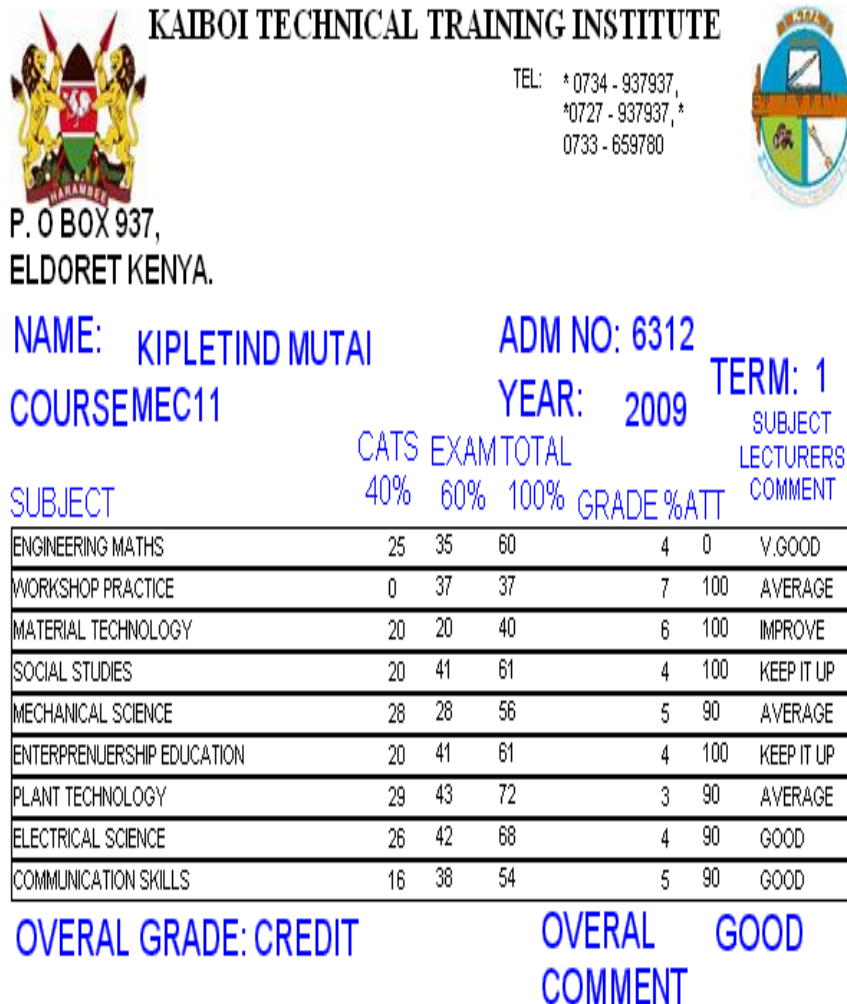 KAIBOI TECHNICAL TRAINING INSTITUTE
TEL: * 0734 - 937937,
*0727 - 937937, *
0733 - 659780
K.T.T.I.
HARAMBEE
P. O BOX 937,
ELDORET KENYA.
NAME: KIPLETIND MUTAI ADM NO: 6312
COURSE MEC11 YEAR: 2009 TERM: 1
SUBJECT CATS 40% EXAM 60% TOTAL 100% GRADE %ATT SUBJECT LECTURERS COMMENT
ENGINEERING MATHS 25 35 60 4 0 V.GOOD
WORKSHOP PRACTICE 0 37 37 7 100 AVERAGE
MATERIAL TECHNOLOGY 20 20 40 6 100 IMPROVE
SOCIAL STUDIES 20 41 61 4 100 KEEP IT UP
MECHANICAL SCIENCE 28 28 56 5 90 AVERAGE
ENTERPRENUERSHIP EDUCATION 20 41 61 4 100 KEEP IT UP
PLANT TECHNOLOGY 29 43 72 3 90 AVERAGE
ELECTRICAL SCIENCE 26 42 68 4 90 GOOD
COMMUNICATION SKILLS 16 38 54 5 90 GOOD
OVERAL GRADE: CREDIT OVERAL COMMENT GOOD